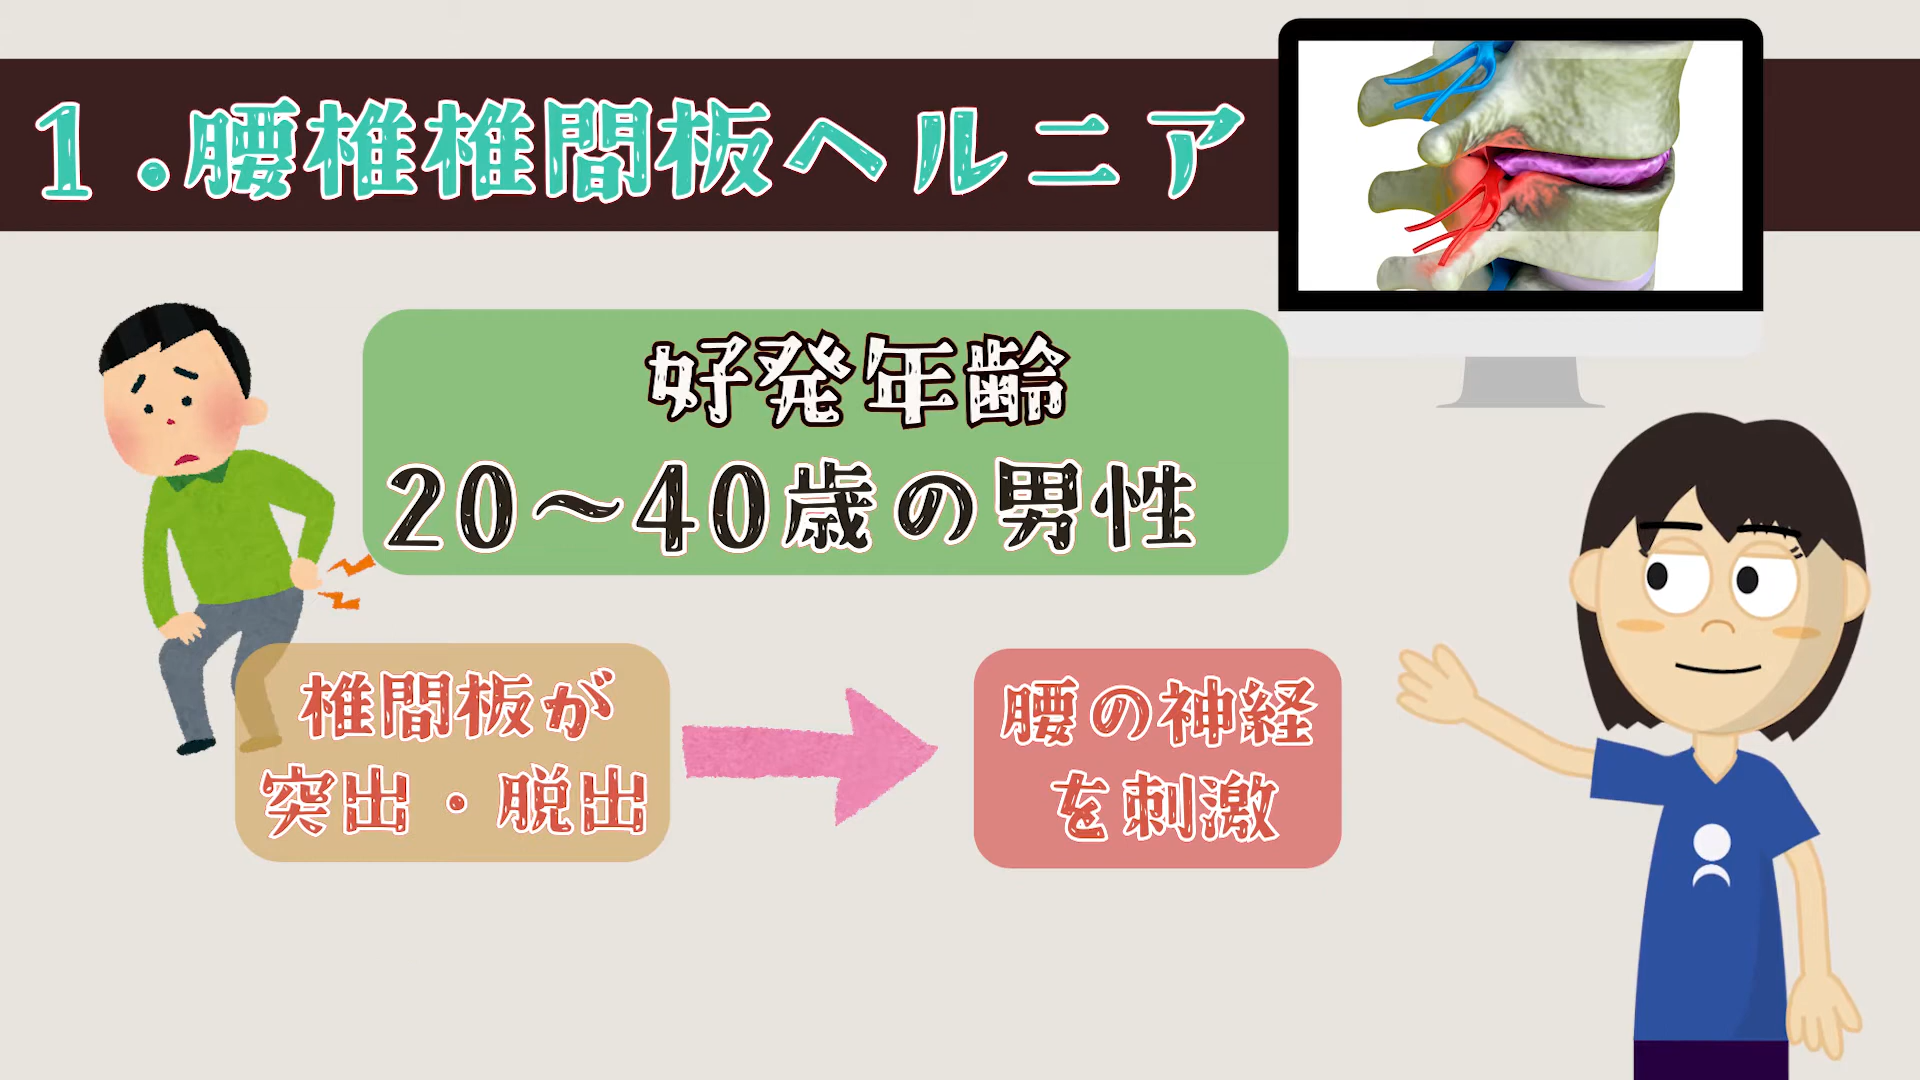 1.腰椎椎間板ヘルニア
好発年齢
20～40歳の男性
椎間板が
突出・脱出
腰の神経
を刺激